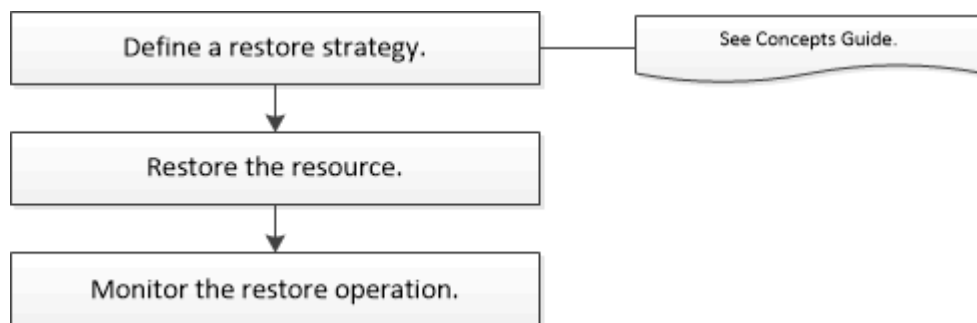 Define a restore strategy.
See Concepts Guide.
Restore the resource.
Monitor the restore operation.